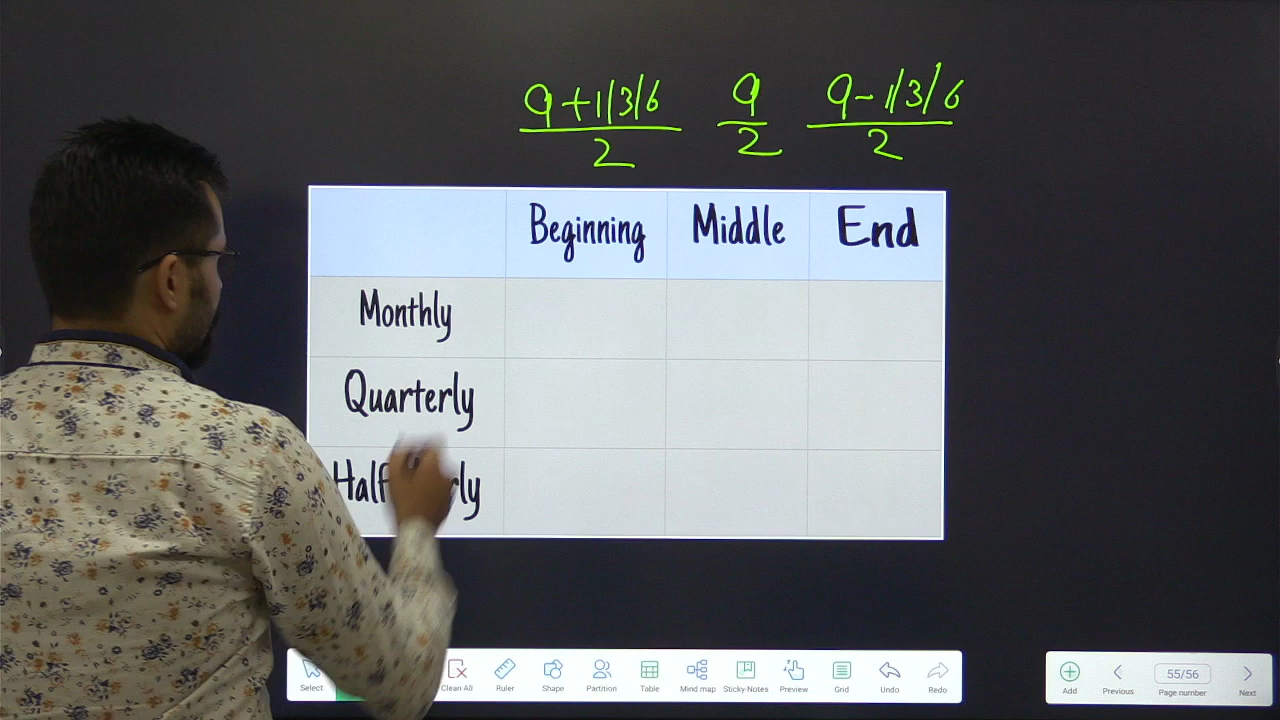 9+1/3/6 9 9-1/3/6
2 2 2
Beginning Middle End
Monthly
Quarterly
Select Clean All Ruler Shape Partition Table Mind map Sticky-Notes Preview Grid Undo Redo
Add Previous 55/56 Page number Next